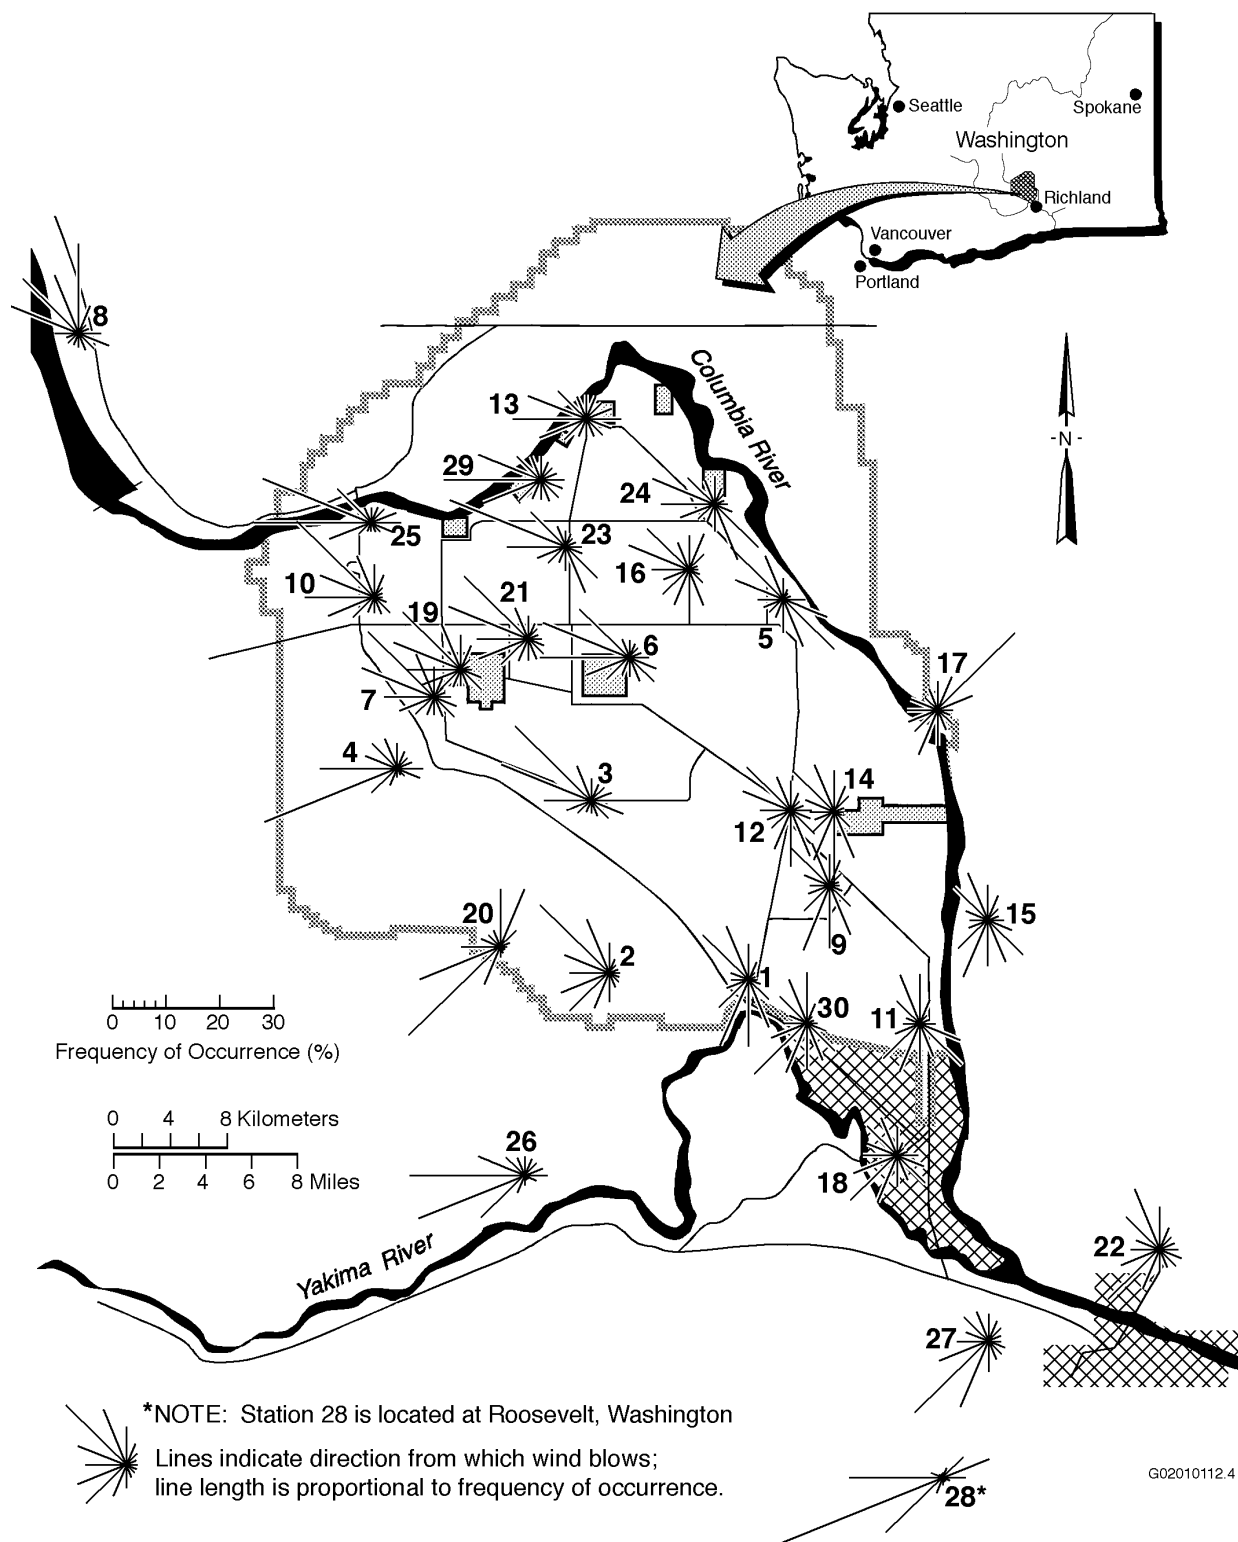 Seattle
Spokane
Washington
Richland
Vancouver
Portland
8
Columbia River
13
-N-
29
24
25
23
16
10
21
19
5
6
17
7
4
3
14
12
20
15
2
9
1
30
11
0 10 20 30
Frequency of Occurrence (%)
0 4 8 Kilometers
0 2 4 6 8 Miles
26
18
22
Yakima River
27
*NOTE: Station 28 is located at Roosevelt, Washington
Lines indicate direction from which wind blows;
line length is proportional to frequency of occurrence.
28*
G02010112.4